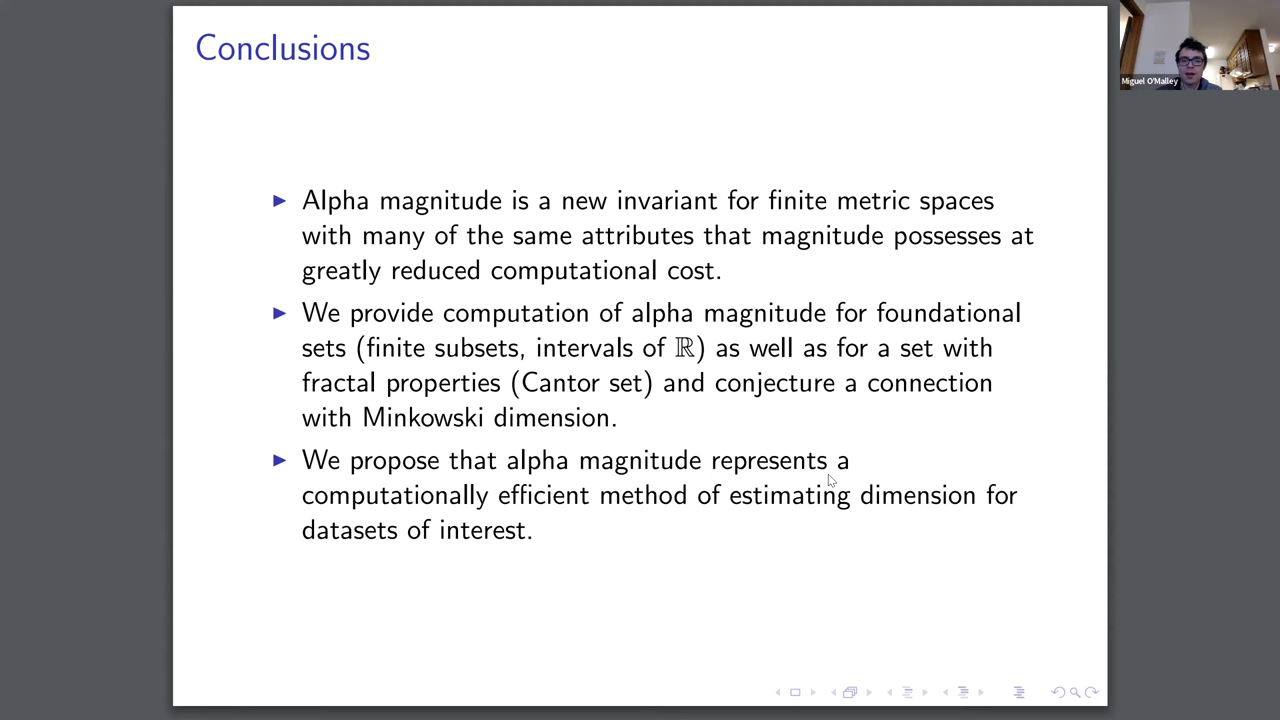 Conclusions
Miguel O'Malley
▶ Alpha magnitude is a new invariant for finite metric spaces
with many of the same attributes that magnitude possesses at
greatly reduced computational cost.
▶ We provide computation of alpha magnitude for foundational
sets (finite subsets, intervals of ℝ) as well as for a set with
fractal properties (Cantor set) and conjecture a connection
with Minkowski dimension.
▶ We propose that alpha magnitude represents a
computationally efficient method of estimating dimension for
datasets of interest.